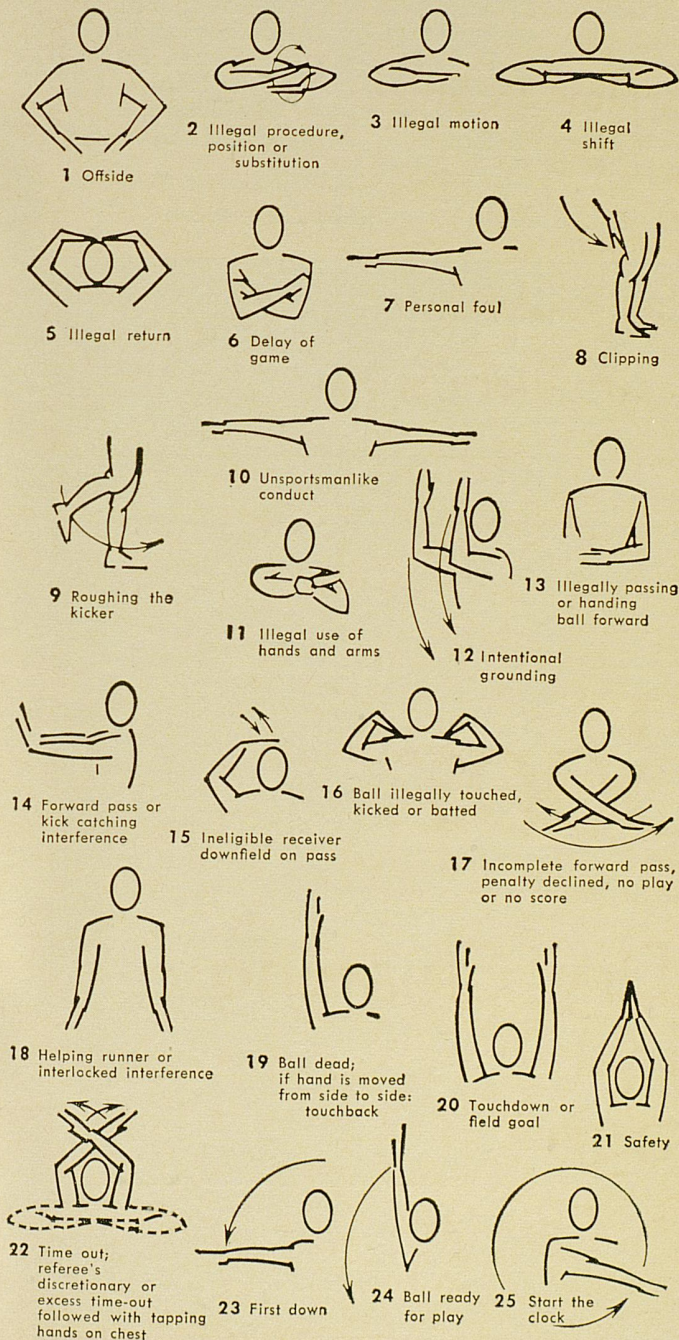 1 Offside
2 Illegal procedure,
position or
substitution
3 Illegal motion
4 Illegal
shift
5 Illegal return
6 Delay of
game
7 Personal foul
8 Clipping
9 Roughing the
kicker
10 Unsportsmanlike
conduct
11 Illegal use of
hands and arms
12 Intentional
grounding
13 Illegally passing
or handing
ball forward
14 Forward pass or
kick catching
interference
15 Ineligible receiver
downfield on pass
16 Ball illegally touched,
kicked or batted
17 Incomplete forward pass,
penalty declined, no play
or no score
18 Helping runner or
interlocked interference
19 Ball dead;
if hand is moved
from side to side:
touchback
20 Touchdown or
field goal
21 Safety
22 Time out;
referee's
discretionary or
excess time-out
followed with tapping
hands on chest
23 First down
24 Ball ready
for play
25 Start the
clock